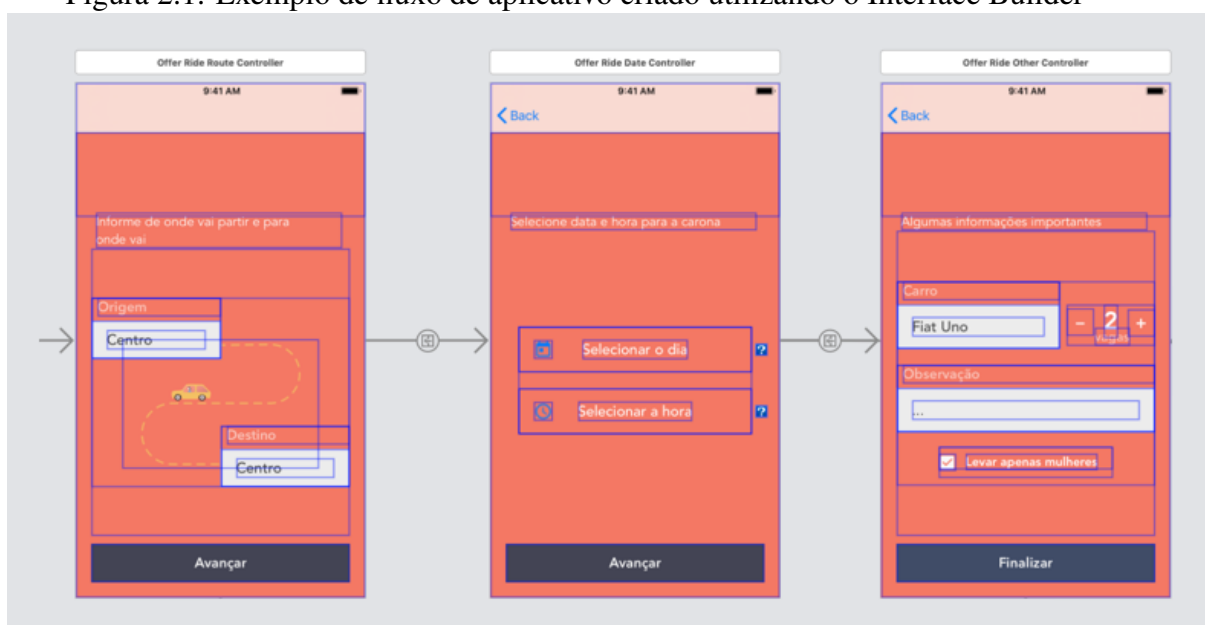 Figura 2.1: Exemplo de fluxo de aplicativo criado utilizando o Interface Builder
Offer Ride Route Controller
9:41 AM
Informe de onde vai partir e para
onde vai
Origem
Centro
Destino
Centro
Avançar
Offer Ride Date Controller
9:41 AM
Back
Selecione data e hora para a carona
Selecionar o dia
?
Selecionar a hora
?
Avançar
Offer Ride Other Controller
9:41 AM
Back
Algumas informações importantes
Carro
Fiat Uno
− 2 +
vagas
Observação
...
Levar apenas mulheres
Finalizar